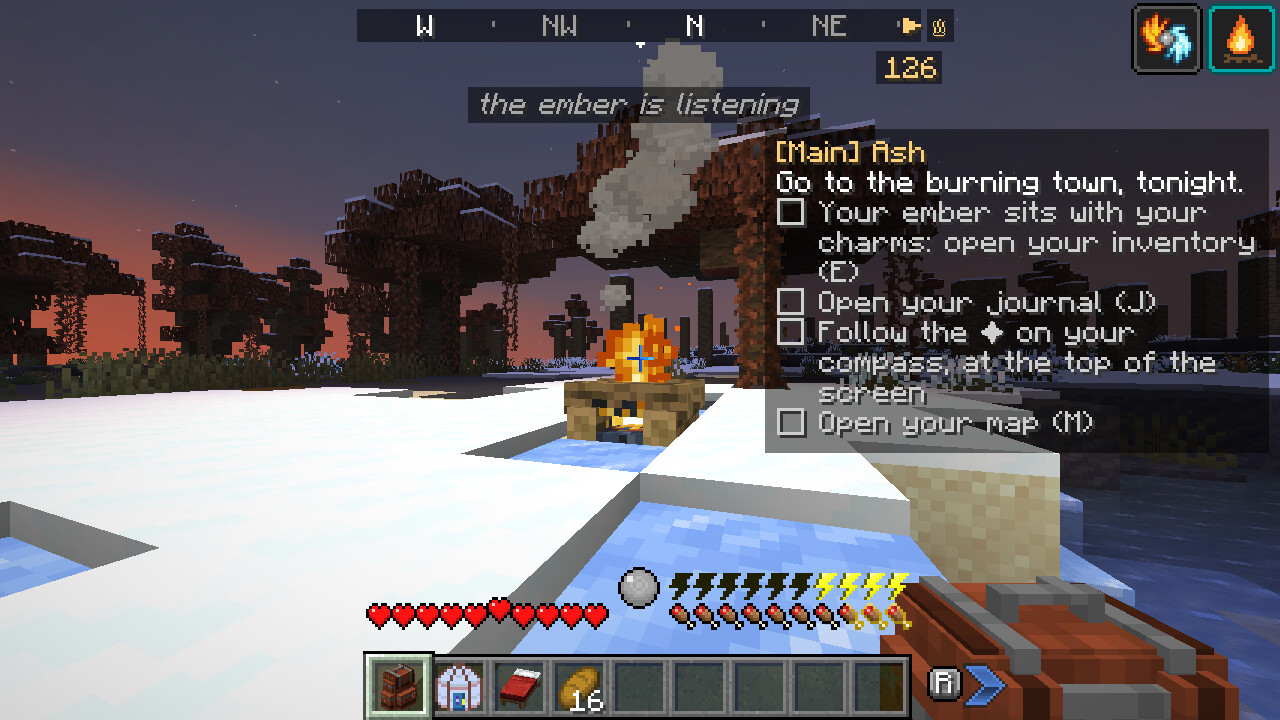 W NW N NE
126
the ember is listening
[Main] Ash
Go to the burning town, tonight.
Your ember sits with your
charms: open your inventory
(E)
Open your journal (J)
Follow the ✦ on your
compass, at the top of the
screen
Open your map (M)
16
R